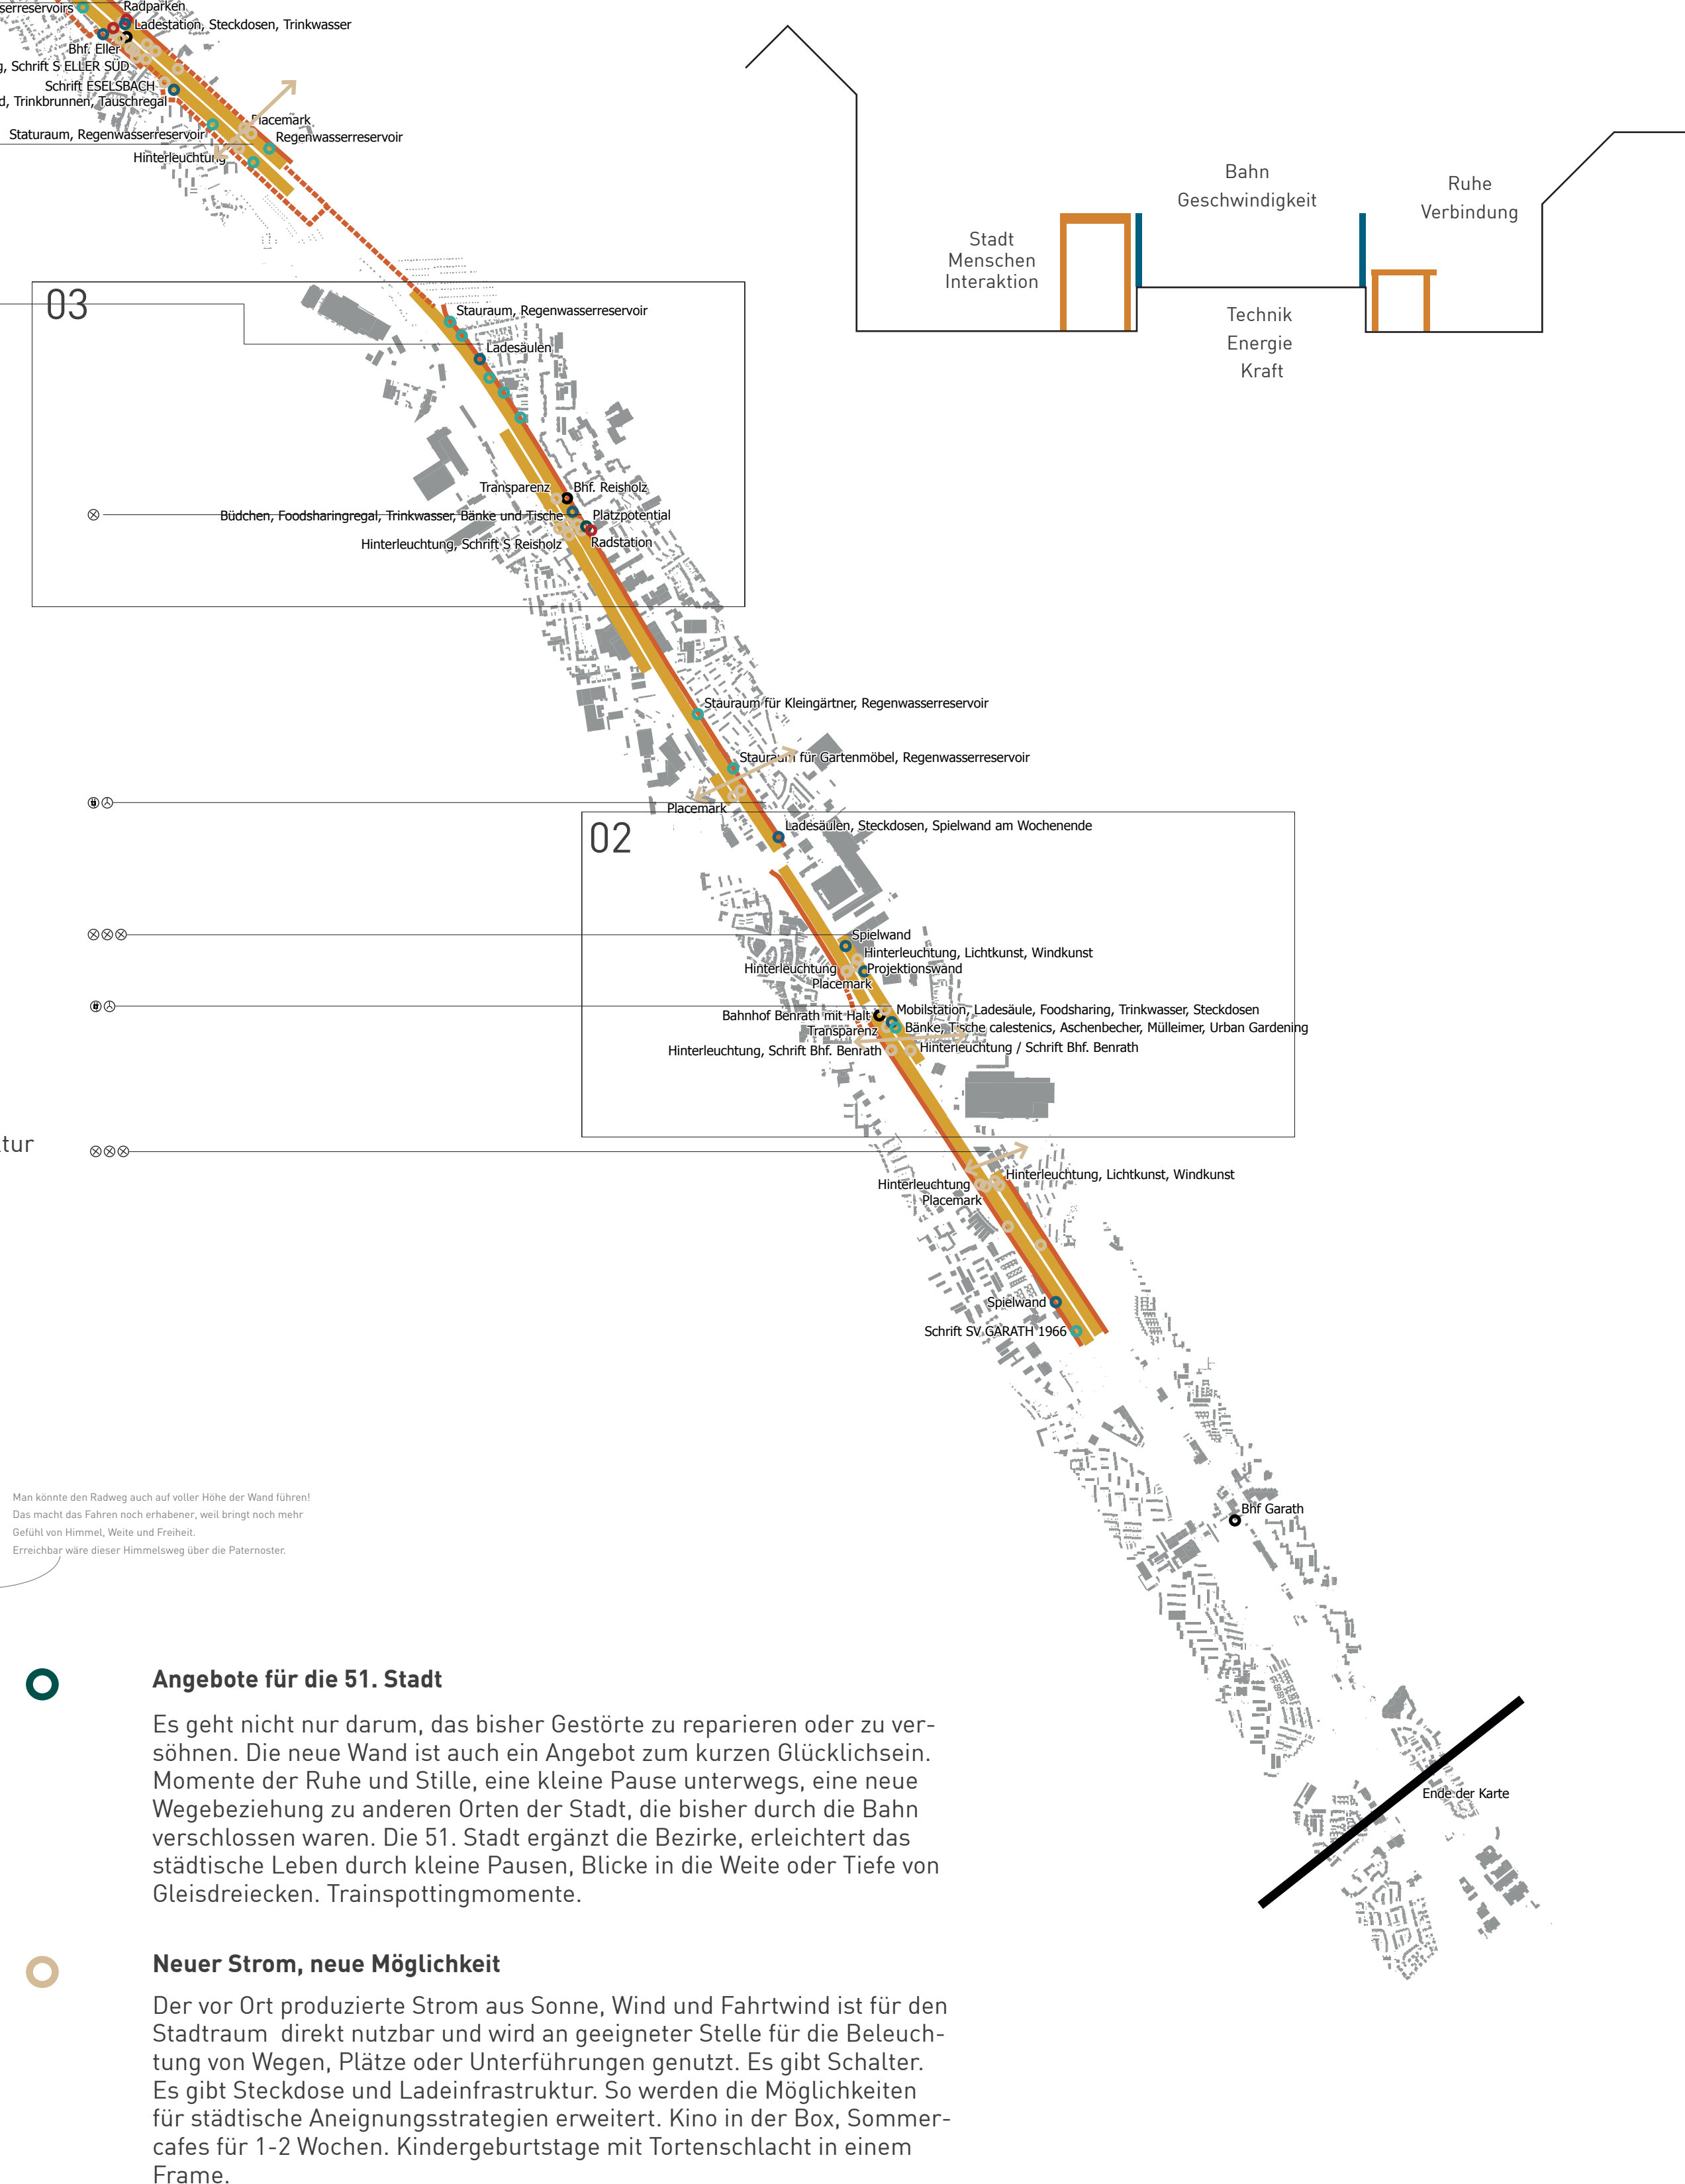 serreservoirs
Radparken
Ladestation, Steckdosen, Trinkwasser
Bhf. Eller
, Schrift S ELLER SÜD
Schrift ESELSBACH
d, Trinkbrunnen, Tauschregal
Placemark
Staturaum, Regenwasserreservoir
Regenwasserreservoir
Hinterleuchtung
Bahn
Geschwindigkeit
Ruhe
Verbindung
Stadt
Menschen
Interaktion
Technik
Energie
Kraft
03
Stauraum, Regenwasserreservoir
Ladesäulen
Transparenz
Bhf. Reisholz
Büdchen, Foodsharingregal, Trinkwasser, Bänke und Tische
Platzpotential
Hinterleuchtung, Schrift S Reisholz
Radstation
Stauraum für Kleingärtner, Regenwasserreservoir
Stauraum für Gartenmöbel, Regenwasserreservoir
Placemark
02
Ladesäulen, Steckdosen, Spielwand am Wochenende
Spielwand
Hinterleuchtung, Lichtkunst, Windkunst
Hinterleuchtung
Projektionswand
Placemark
Mobilstation, Ladesäule, Foodsharing, Trinkwasser, Steckdosen
Bahnhof Benrath mit Halt
Bänke, Tische calestenics, Aschenbecher, Mülleimer, Urban Gardening
Transparenz
Hinterleuchtung, Schrift Bhf. Benrath
Hinterleuchtung / Schrift Bhf. Benrath
tur
Hinterleuchtung, Lichtkunst, Windkunst
Hinterleuchtung
Placemark
Spielwand
Schrift SV GARATH 1966
Man könnte den Radweg auch auf voller Höhe der Wand führen!
Das macht das Fahren noch erhabener, weil bringt noch mehr
Gefühl von Himmel, Weite und Freiheit.
Erreichbar wäre dieser Himmelsweg über die Paternoster.
Bhf Garath
Ende der Karte
Angebote für die 51. Stadt
Es geht nicht nur darum, das bisher Gestörte zu reparieren oder zu ver-
söhnen. Die neue Wand ist auch ein Angebot zum kurzen Glücklichsein.
Momente der Ruhe und Stille, eine kleine Pause unterwegs, eine neue
Wegebeziehung zu anderen Orten der Stadt, die bisher durch die Bahn
verschlossen waren. Die 51. Stadt ergänzt die Bezirke, erleichtert das
städtische Leben durch kleine Pausen, Blicke in die Weite oder Tiefe von
Gleisdreiecken. Trainspottingmomente.
Neuer Strom, neue Möglichkeit
Der vor Ort produzierte Strom aus Sonne, Wind und Fahrtwind ist für den
Stadtraum direkt nutzbar und wird an geeigneter Stelle für die Beleuch-
tung von Wegen, Plätze oder Unterführungen genutzt. Es gibt Schalter.
Es gibt Steckdose und Ladeinfrastruktur. So werden die Möglichkeiten
für städtische Aneignungsstrategien erweitert. Kino in der Box, Sommer-
cafes für 1-2 Wochen. Kindergeburtstage mit Tortenschlacht in einem
Frame.